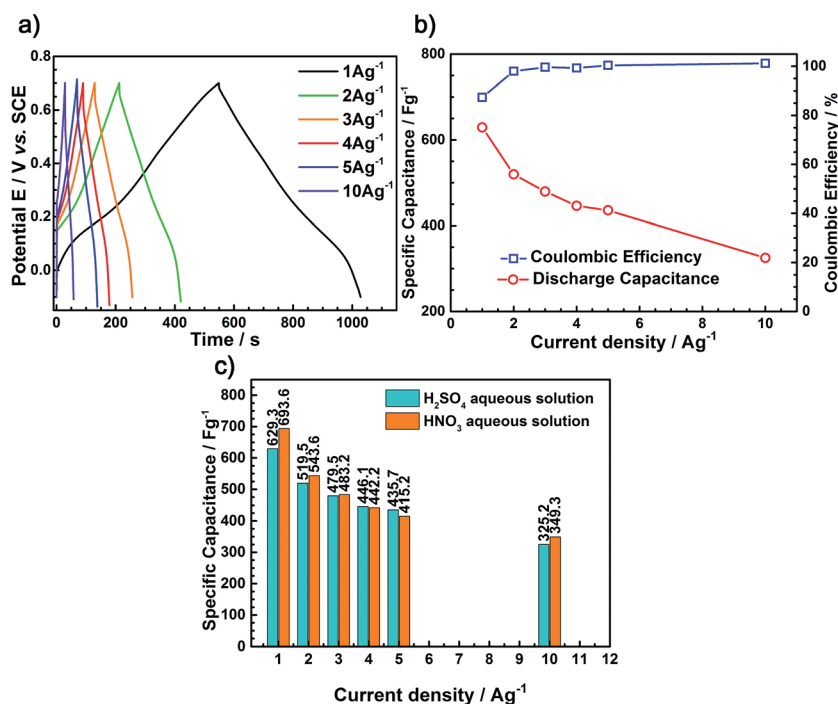 a)
0.8
0.6
0.4
0.2
0.0
Potential E / V vs. SCE
1Ag⁻¹
2Ag⁻¹
3Ag⁻¹
4Ag⁻¹
5Ag⁻¹
10Ag⁻¹
0 200 400 600 800 1000
Time / s
b)
800
700
600
500
400
300
200
Specific Capacitance / Fg⁻¹
Coulombic Efficiency
Discharge Capacitance
100
80
60
40
20
0
Coulombic Efficiency / %
0 2 4 6 8 10
Current density / Ag⁻¹
c)
800
700
600
500
400
300
200
100
0
Specific Capacitance / Fg⁻¹
H₂SO₄ aqueous solution
HNO₃ aqueous solution
629.3
693.6
519.5
543.6
479.5
483.2
446.1
442.2
435.7
415.2
325.2
349.3
1 2 3 4 5 6 7 8 9 10 11 12
Current density / Ag⁻¹